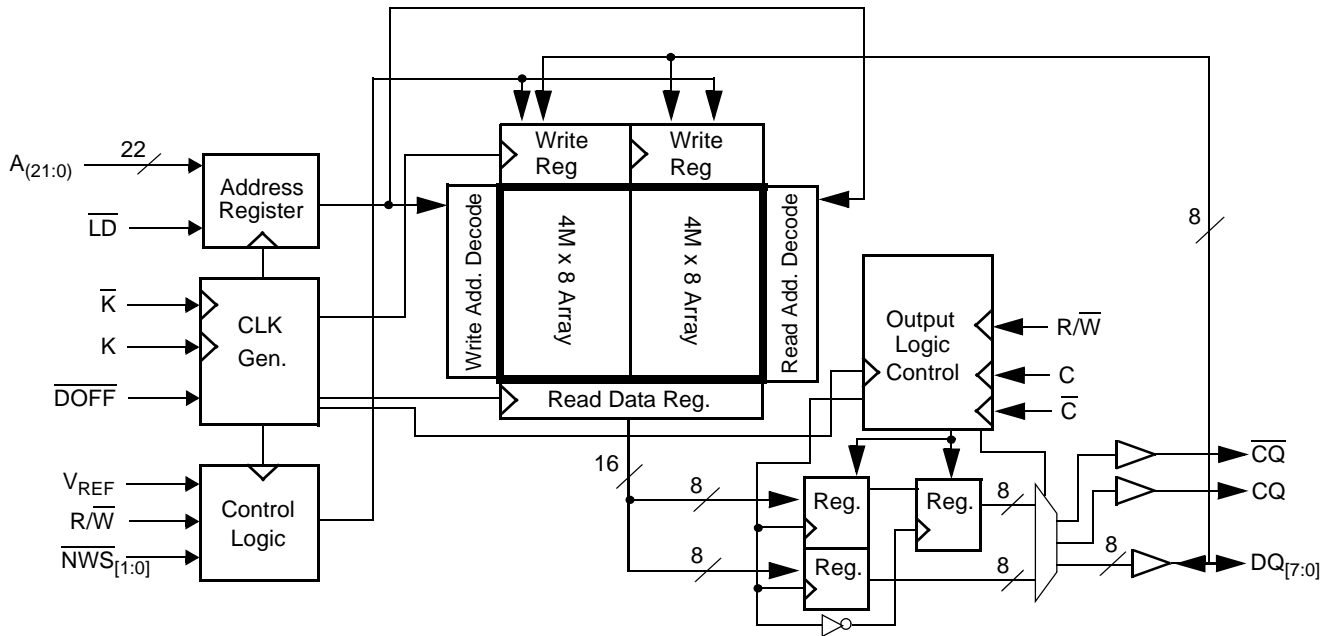 A(21:0)
22
Address
Register
LD
K
K
DOFF
CLK
Gen.
VREF
R/W
NWS[1:0]
Control
Logic
Write
Reg
Write
Reg
Write Add. Decode
4M x 8 Array
4M x 8 Array
Read Add. Decode
Read Data Reg.
16
8
8
Output
Logic
Control
R/W
C
C
8
Reg.
Reg.
Reg.
8
8
8
CQ
CQ
DQ[7:0]